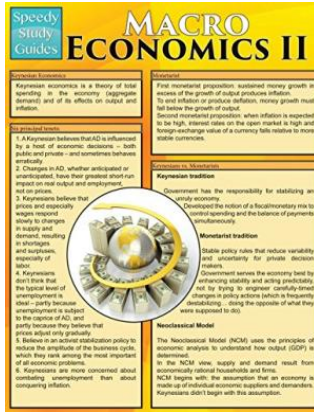 Speedy
Study
Guides
MACRO
ECONOMICS II
Keynesian Economics
Keynesian economics is a theory of total
spending in the economy (aggregate
demand) and of its effects on output and
inflation.
Six principal tenets
1. A Keynesian believes that AD is influenced
by a host of economic decisions – both
public and private – and sometimes behaves
erratically.
2. Changes in AD, whether anticipated or
unanticipated, have their greatest short-run
impact on real output and employment,
not on prices.
3. Keynesians believe that
prices and especially
wages respond
slowly to changes
in supply and
demand, resulting
in shortages
and surpluses,
especially of
labor.
4. Keynesians
don't think that
the typical level of
unemployment is
ideal – partly because
unemployment is subject
to the caprice of AD, and
partly because they believe that
prices adjust only gradually.
5. Believe in an activist stabilization policy to
reduce the amplitude of the business cycle,
which they rank among the most important
of all economic problems.
6. Keynesians are more concerned about
combating unemployment than about
conquering inflation.
Monetarist
First monetarist proposition: sustained money growth in
excess of the growth of output produces inflation.
To end inflation or produce deflation, money growth must
fall below the growth of output.
Second monetarist proposition: when inflation is expected
to be high, interest rates on the open market is high and
foreign-exchange value of a currency falls relative to more
stable currencies.
Keynesians vs. Monetarists
Keynesian tradition
Government has the responsibility for stabilizing an
unruly economy.
Developed the notion of a fiscal/monetary mix to
control spending and the balance of payments
simultaneously.
Monetarist tradition
Stable policy rules that reduce variability
and uncertainty for private decision
makers.
Government serves the economy best by
enhancing stability and acting predictably,
not by trying to engineer carefully-timed
changes in policy actions (which is frequently
destabilizing ... doing the opposite of what they
were supposed to do).
Neoclassical Model
The Neoclassical Model (NCM) uses the principles of
economic analysis to understand how output (GDP) is
determined.
In the NCM view, supply and demand result from
economically rational households and firms.
NCM begins with: the assumption that an economy is
made up of individual economic suppliers and demanders.
Keynesians didn't begin with this assumption.